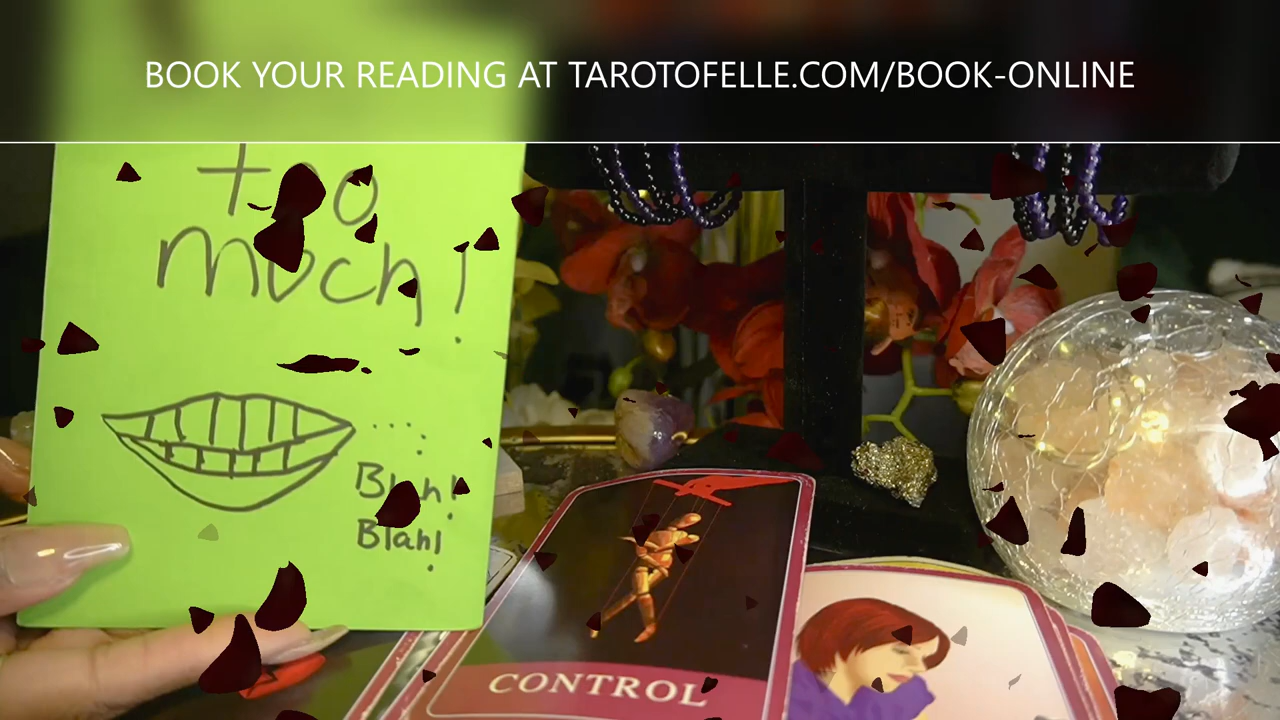 BOOK YOUR READING AT TAROTOFELLE.COM/BOOK-ONLINE
too
much!
Blah!
Blah!
CONTROL